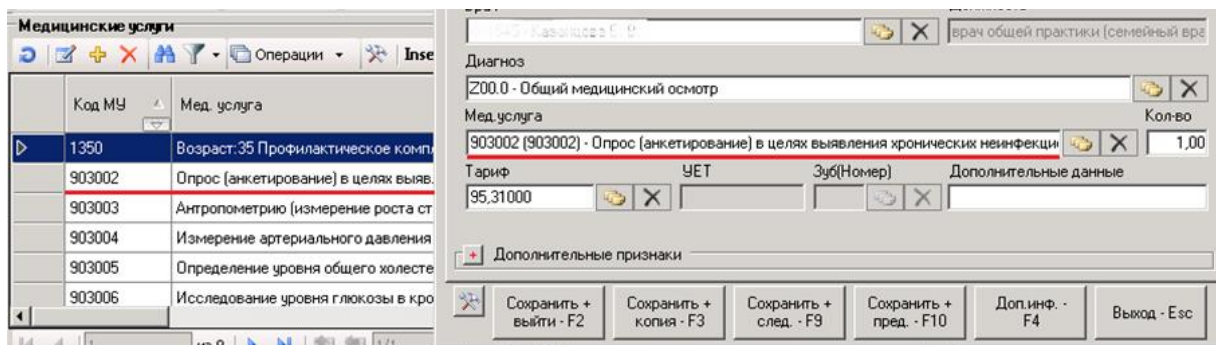 Медицинские услуги
Операции
Inse
Код МУ
Мед. услуга
1350
Возраст:35 Профилактическое компл
903002
Опрос (анкетирование) в целях выяв.
903003
Антропометрию (измерение роста ст
903004
Измерение артериального давления
903005
Определение уровня общего холесте
903006
Исследование уровня глюкозы в кро
врач общей практики (семейный вра
Диагноз
Z00.0 - Общий медицинский осмотр
Мед.услуга
Кол-во
903002 (903002) - Опрос (анкетирование) в целях выявления хронических неинфекци
1,00
Тариф
УЕТ
Зуб(Номер)
Дополнительные данные
95,31000
Дополнительные признаки
Сохранить +
выйти - F2
Сохранить +
копия - F3
Сохранить +
след. - F9
Сохранить +
пред. - F10
Доп.инф. -
F4
Выход - Esc